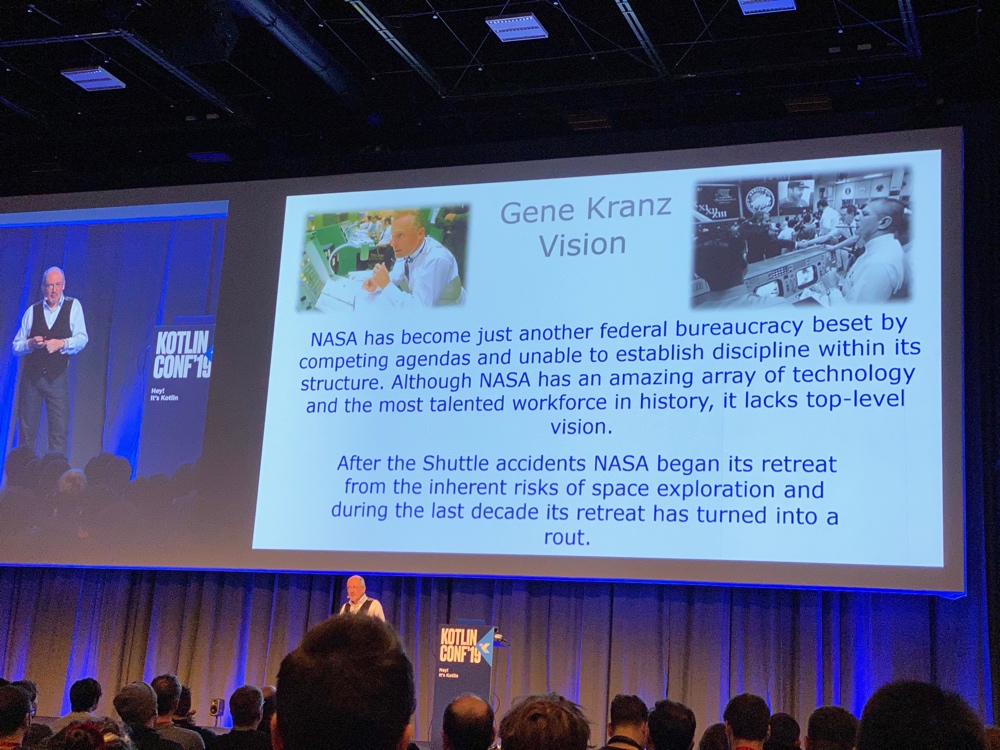 Gene Kranz
Vision
NASA has become just another federal bureaucracy beset by
competing agendas and unable to establish discipline within its
structure. Although NASA has an amazing array of technology
and the most talented workforce in history, it lacks top-level
vision.
After the Shuttle accidents NASA began its retreat
from the inherent risks of space exploration and
during the last decade its retreat has turned into a
rout.
KOTLIN
CONF'19
Hey!
It's Kotlin
KOTLIN
CONF'19
Hey!
It's Kotlin